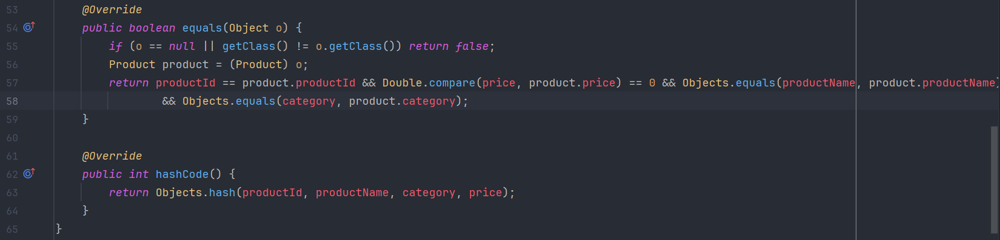 53 @Override
54 public boolean equals(Object o) {
55 if (o == null || getClass() != o.getClass()) return false;
56 Product product = (Product) o;
57 return productId == product.productId && Double.compare(price, product.price) == 0 && Objects.equals(productName, product.productName)
58 && Objects.equals(category, product.category);
59 }
60
61 @Override
62 public int hashCode() {
63 return Objects.hash(productId, productName, category, price);
64 }
65 }